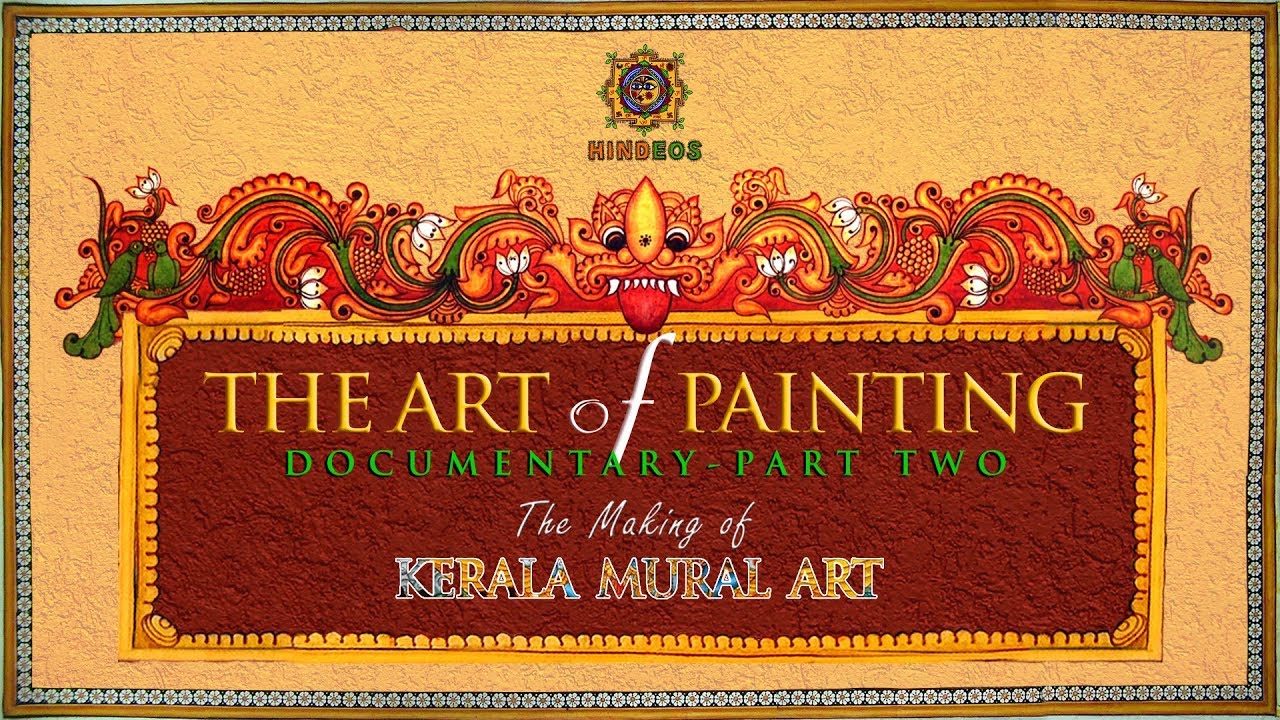 HINDEOS
THE ART of PAINTING
DOCUMENTARY-PART TWO
The Making of
KERALA MURAL ART